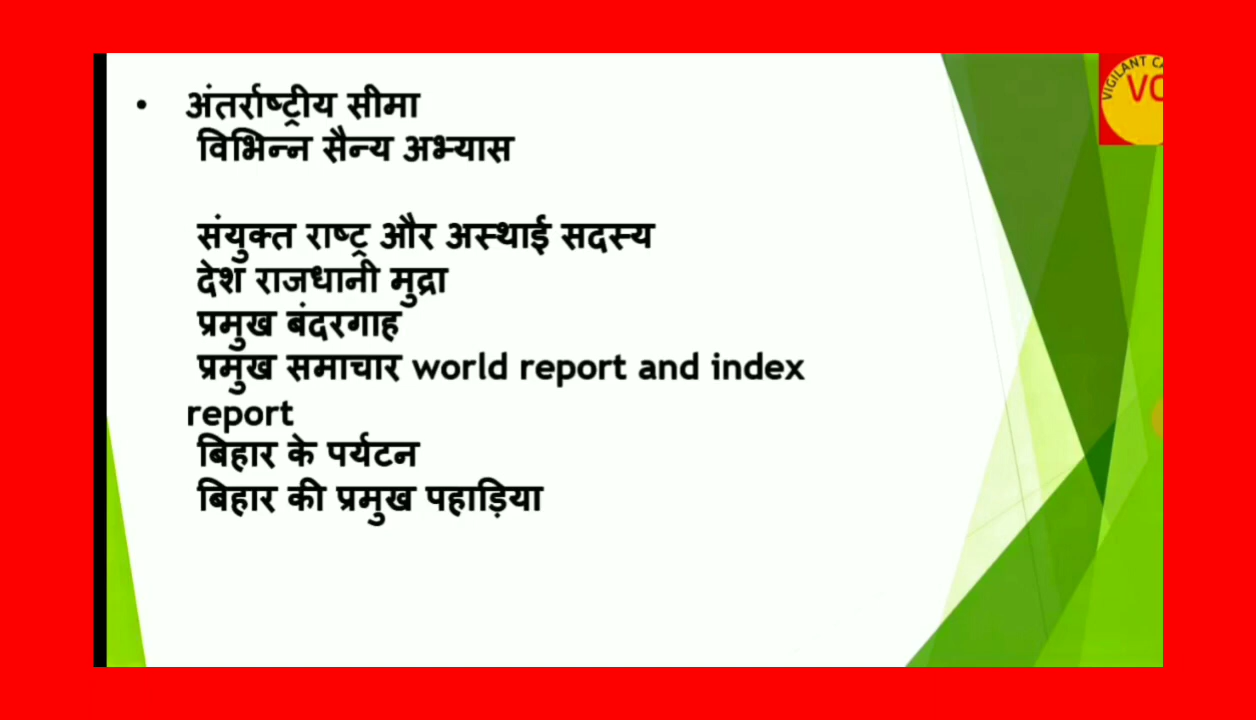 • अंतर्राष्ट्रीय सीमा
विभिन्न सैन्य अभ्यास
संयुक्त राष्ट्र और अस्थाई सदस्य
देश राजधानी मुद्रा
प्रमुख बंदरगाह
प्रमुख समाचार world report and index
report
बिहार के पर्यटन
बिहार की प्रमुख पहाड़िया
VIGILANT